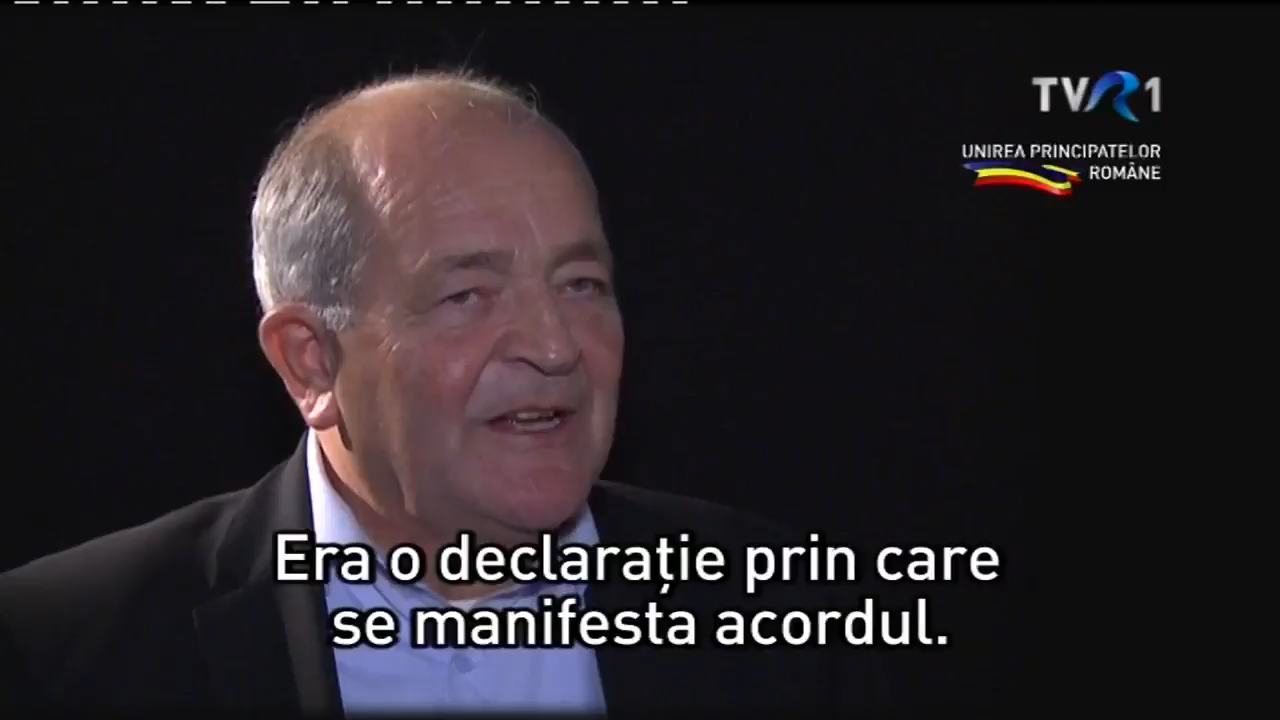 TVR1
UNIREA PRINCIPATELOR
ROMÂNE
Era o declarație prin care
se manifesta acordul.